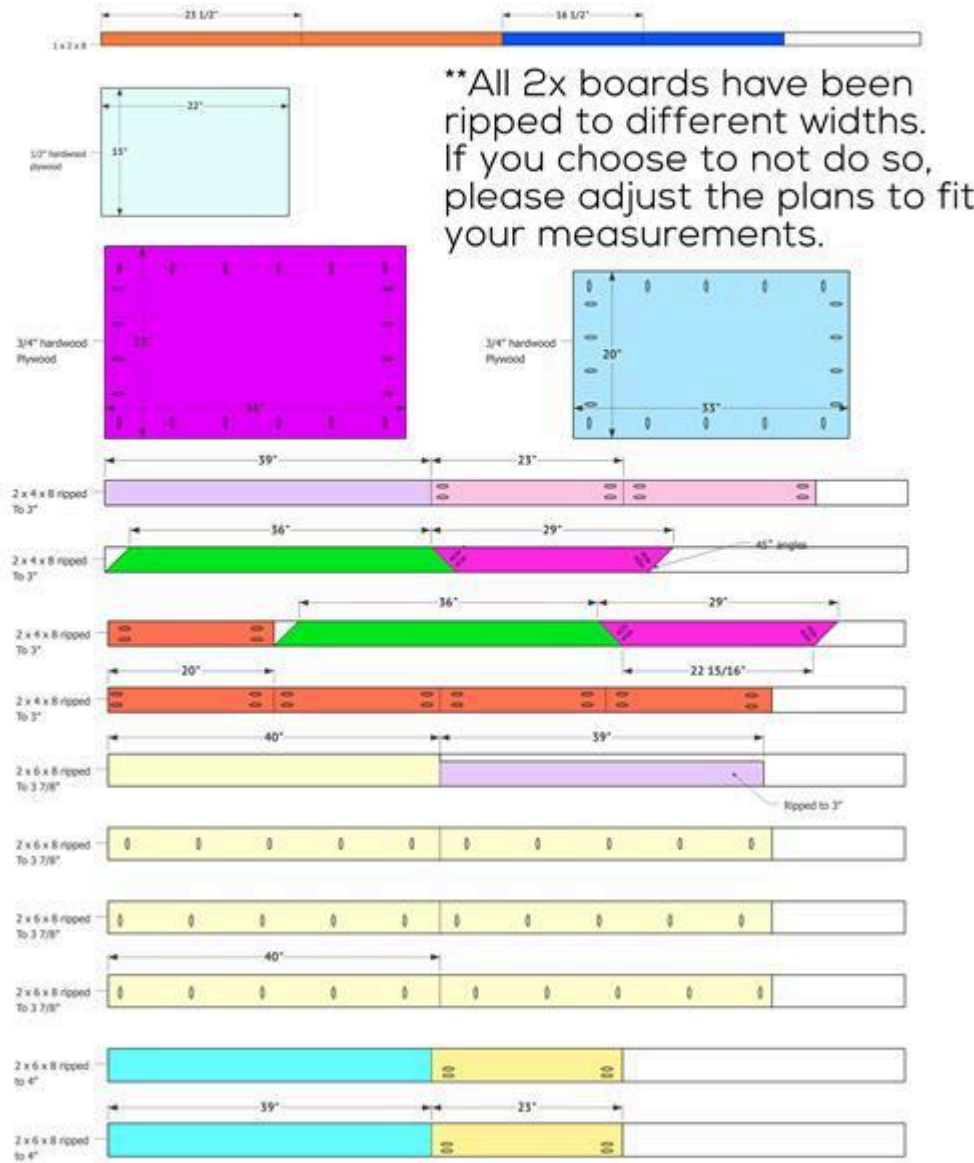 23 1/2"
16 1/2"
1 x 2 x 8
**All 2x boards have been
ripped to different widths.
If you choose to not do so,
please adjust the plans to fit
your measurements.
22"
1/2" hardwood
plywood
3/4" hardwood
Plywood
3/4" hardwood
Plywood
20"
36"
33"
39"
23"
2 x 4 x 8 ripped
To 3"
36"
29"
45° angles
2 x 4 x 8 ripped
To 3"
36"
29"
2 x 4 x 8 ripped
To 3"
20"
22 15/16"
2 x 4 x 8 ripped
To 3"
40"
39"
2 x 6 x 8 ripped
To 3 7/8"
Ripped to 3"
2 x 6 x 8 ripped
To 3 7/8"
2 x 6 x 8 ripped
To 3 7/8"
40"
2 x 6 x 8 ripped
To 3 7/8"
2 x 6 x 8 ripped
to 4"
39"
23"
2 x 6 x 8 ripped
to 4"